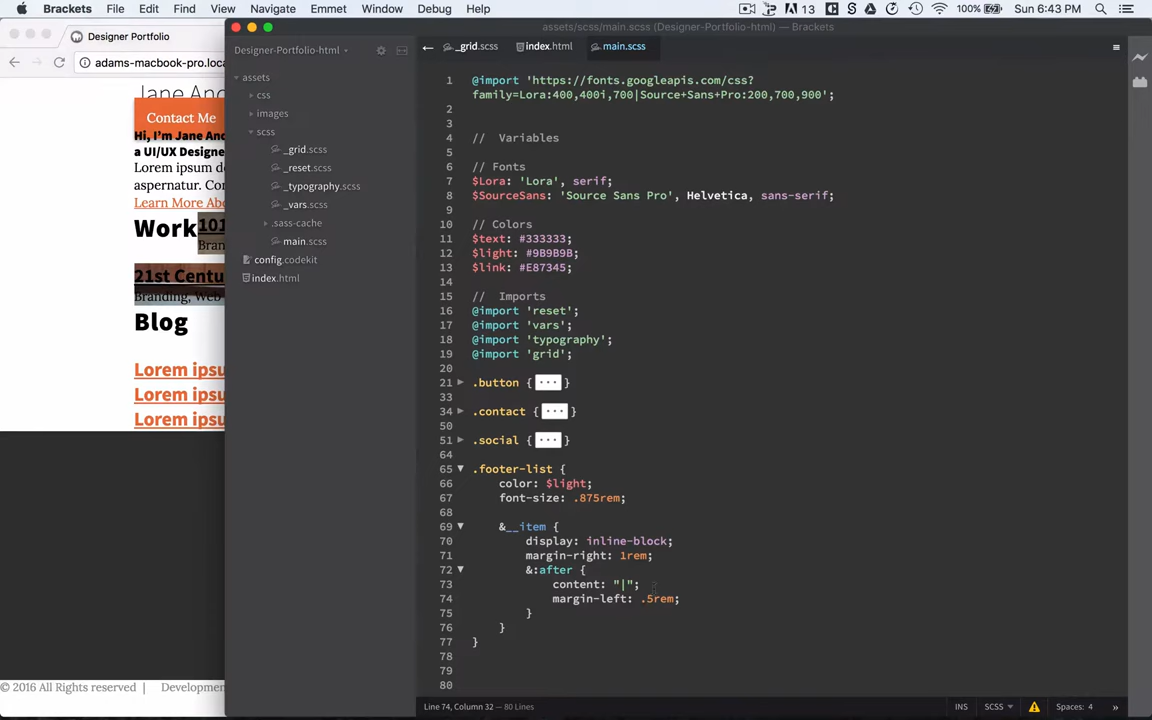 Brackets File Edit Find View Navigate Emmet Window Debug Help 13 100% Sun 6:43 PM
assets/scss/main.scss (Designer-Portfolio-html) — Brackets
Designer Portfolio
adams-macbook-pro.loca
Jane And
Contact Me
Hi, I'm Jane An
a UI/UX Designe
Lorem ipsum d
aspernatur. Con
Learn More Abo
Work 101
Bran
21st Centu
Branding, Web
Blog
Lorem ipsu
Lorem ipsu
Lorem ipsu
© 2016 All Rights reserved | Developmen
Designer-Portfolio-html
assets
css
images
scss
_grid.scss
_reset.scss
_typography.scss
_vars.scss
.sass-cache
main.scss
config.codekit
index.html
_grid.scss index.html main.scss
1 @import 'https://fonts.googleapis.com/css?
family=Lora:400,400i,700|Source+Sans+Pro:200,700,900';
2
3
4 // Variables
5
6 // Fonts
7 $Lora: 'Lora', serif;
8 $SourceSans: 'Source Sans Pro', Helvetica, sans-serif;
9
10 // Colors
11 $text: #333333;
12 $light: #9B9B9B;
13 $link: #E87345;
14
15 // Imports
16 @import 'reset';
17 @import 'vars';
18 @import 'typography';
19 @import 'grid';
20
21 .button { ... }
33
34 .contact { ... }
50
51 .social { ... }
64
65 .footer-list {
66 color: $light;
67 font-size: .875rem;
68
69 &__item {
70 display: inline-block;
71 margin-right: 1rem;
72 &:after {
73 content: "|";
74 margin-left: .5rem;
75 }
76 }
77 }
78
79
80
Line 74, Column 32 — 80 Lines INS SCSS Spaces: 4